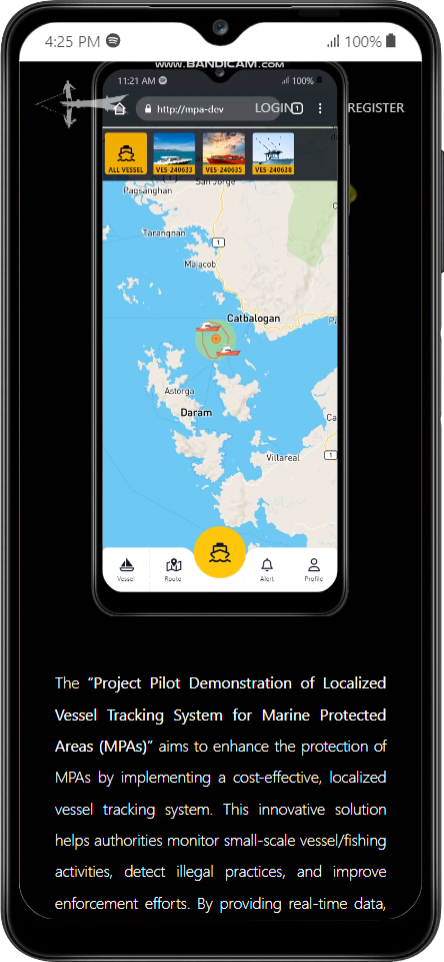 4:25 PM
100%
www.BANDICAM.com
11:21 AM
100%
http://mpa-dev
LOGIN
1
REGISTER
ALL VESSEL
VES-240633
VES-240635
VES-240638
San Jorge
Pagsanghan
Tarangnan
1
Malacob
Catbalogan
Astorga
Daram
Ca
Villareal
1
Vessel
Route
Alert
Profile
The “Project Pilot Demonstration of Localized
Vessel Tracking System for Marine Protected
Areas (MPAs)” aims to enhance the protection of
MPAs by implementing a cost-effective, localized
vessel tracking system. This innovative solution
helps authorities monitor small-scale vessel/fishing
activities, detect illegal practices, and improve
enforcement efforts. By providing real-time data,